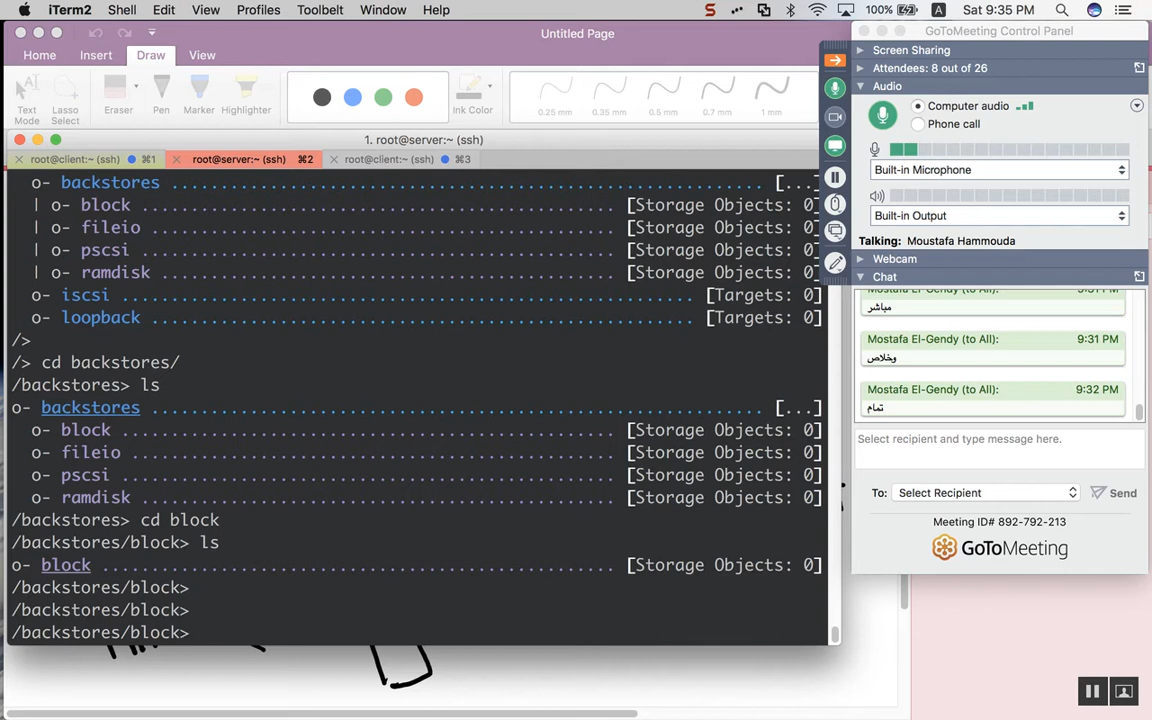 iTerm2 Shell Edit View Profiles Toolbelt Window Help
100% A Sat 9:35 PM
Untitled Page
GoToMeeting Control Panel
Home Insert Draw View
Text Mode
Lasso Select
Eraser
Pen
Marker
Highlighter
Ink Color
0.25 mm 0.35 mm 0.5 mm 0.7 mm 1 mm
1. root@server:~ (ssh)
root@client:~ (ssh) ⌘1 root@server:~ (ssh) ⌘2 root@client:~ (ssh) ⌘3
o- backstores .......................................................... [...]
| o- block ................................................. [Storage Objects: 0]
| o- fileio ................................................ [Storage Objects: 0]
| o- pscsi ................................................. [Storage Objects: 0]
| o- ramdisk ............................................... [Storage Objects: 0]
o- iscsi ......................................................... [Targets: 0]
o- loopback ...................................................... [Targets: 0]
/>
/> cd backstores/
/backstores> ls
o- backstores ............................................................ [...]
o- block ................................................... [Storage Objects: 0]
o- fileio .................................................. [Storage Objects: 0]
o- pscsi ................................................... [Storage Objects: 0]
o- ramdisk ................................................. [Storage Objects: 0]
/backstores> cd block
/backstores/block> ls
o- block ................................................... [Storage Objects: 0]
/backstores/block>
/backstores/block>
/backstores/block>
Screen Sharing
Attendees: 8 out of 26
Audio
Computer audio
Phone call
Built-in Microphone
Built-in Output
Talking: Moustafa Hammouda
Webcam
Chat
Mostafa El-Gendy (to All): 9:31 PM
مباشر
Mostafa El-Gendy (to All): 9:31 PM
وخلاص
Mostafa El-Gendy (to All): 9:32 PM
تمام
Select recipient and type message here.
To: Select Recipient Send
Meeting ID# 892-792-213
GoToMeeting